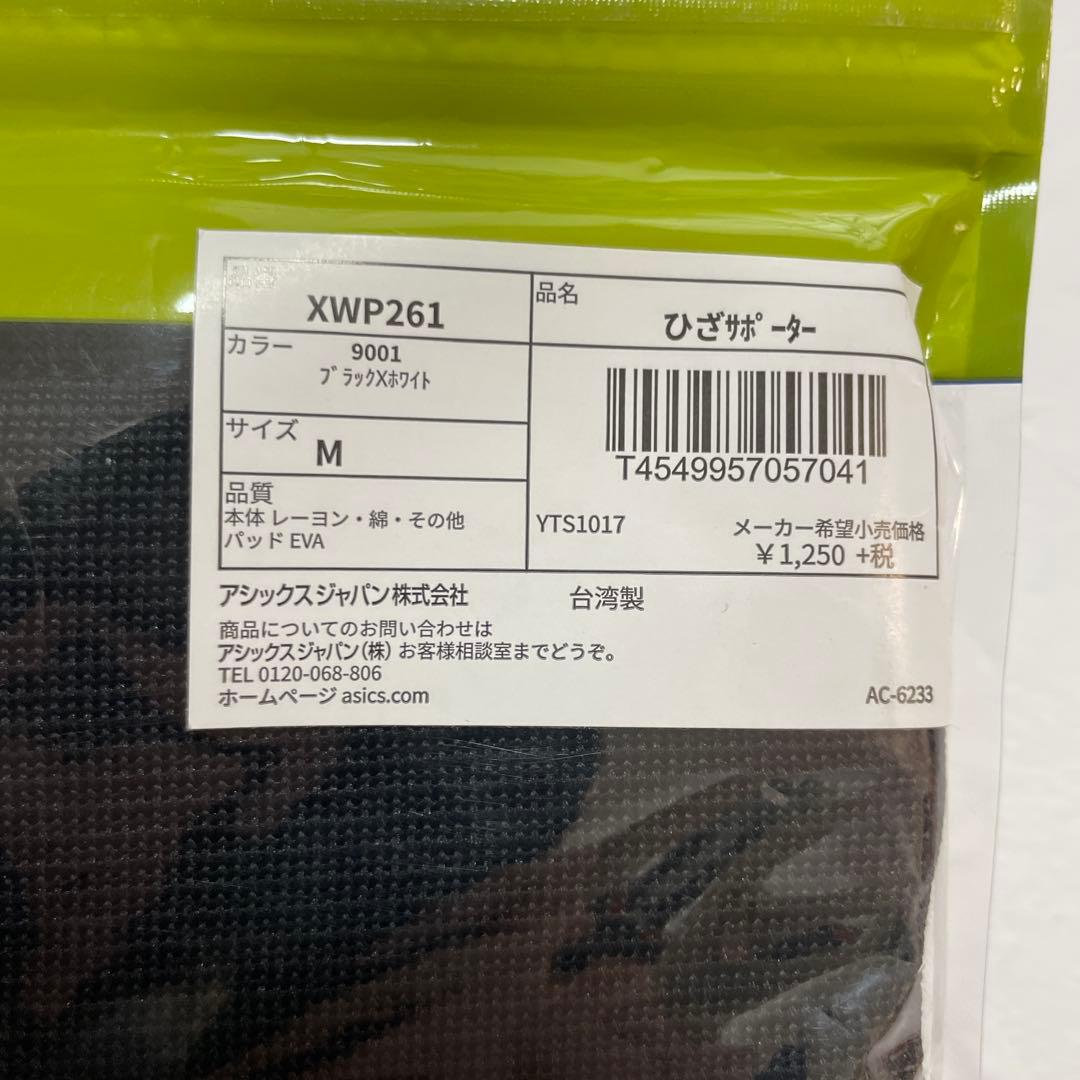 XWP261
品名
ひざｻﾎﾟｰﾀｰ
カラー
9001
ﾌﾞﾗｯｸXﾎﾜｲﾄ
サイズ
M
T4549957057041
品質
本体 レーヨン・綿・その他
パッド EVA
YTS1017
メーカー希望小売価格
￥1,250 +税
アシックスジャパン株式会社
台湾製
商品についてのお問い合わせは
アシックスジャパン(株) お客様相談室までどうぞ。
TEL 0120-068-806
ホームページ asics.com
AC-6233